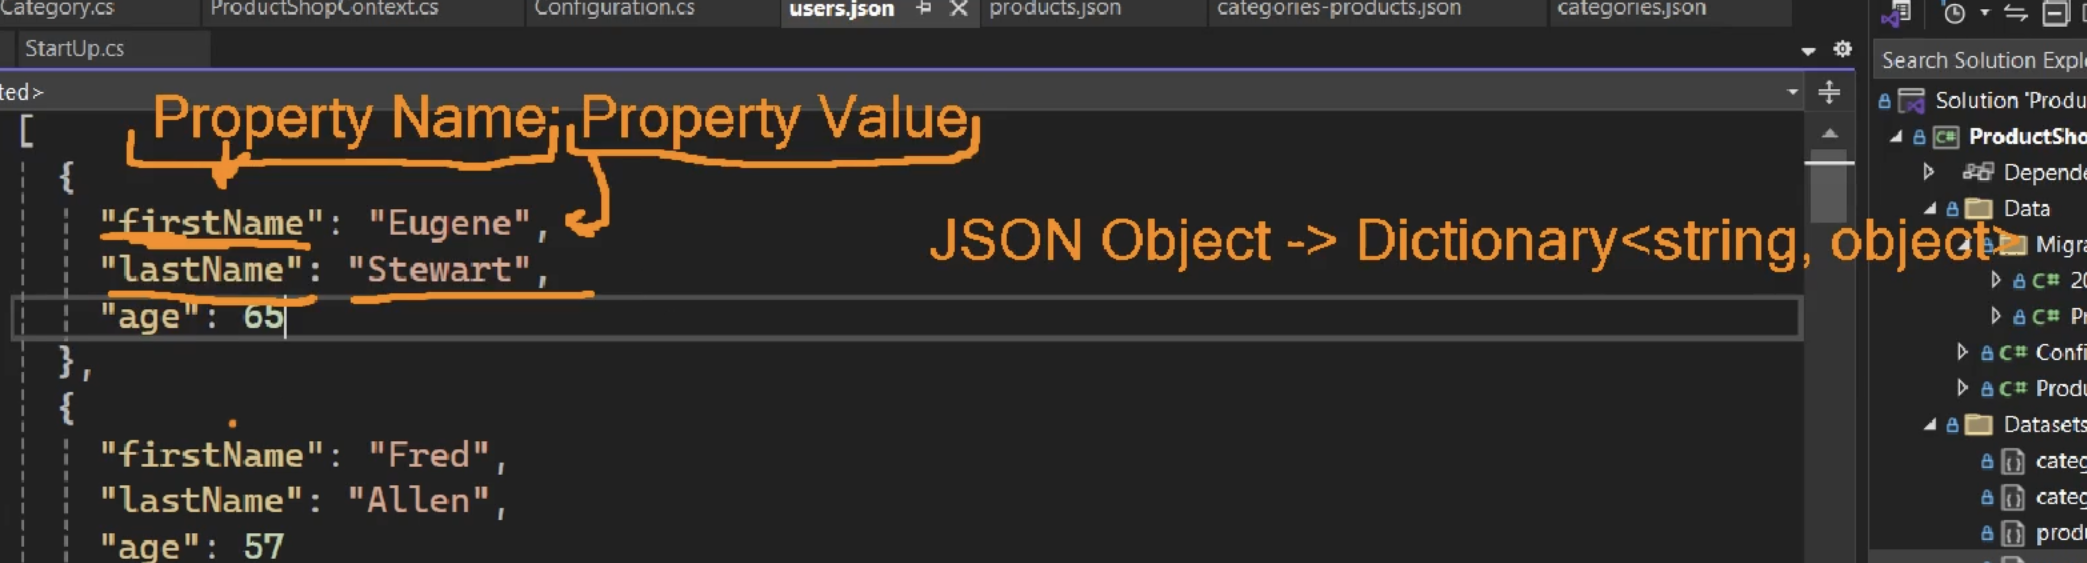 Category.cs ProductShopContext.cs Configuration.cs users.json products.json categories-products.json categories.json
StartUp.cs
Search Solution Expl
ted>
Solution 'Produ
Property Name: Property Value
[
ProductSho
{
Depende
"firstName": "Eugene",
Data
JSON Object -> Dictionary<string, object>
Migra
"lastName": "Stewart",
C# 20
"age": 65
C# Pr
},
C# Confi
C# Produ
{
Datasets
"firstName": "Fred",
categ
"lastName": "Allen",
categ
"age": 57
produ